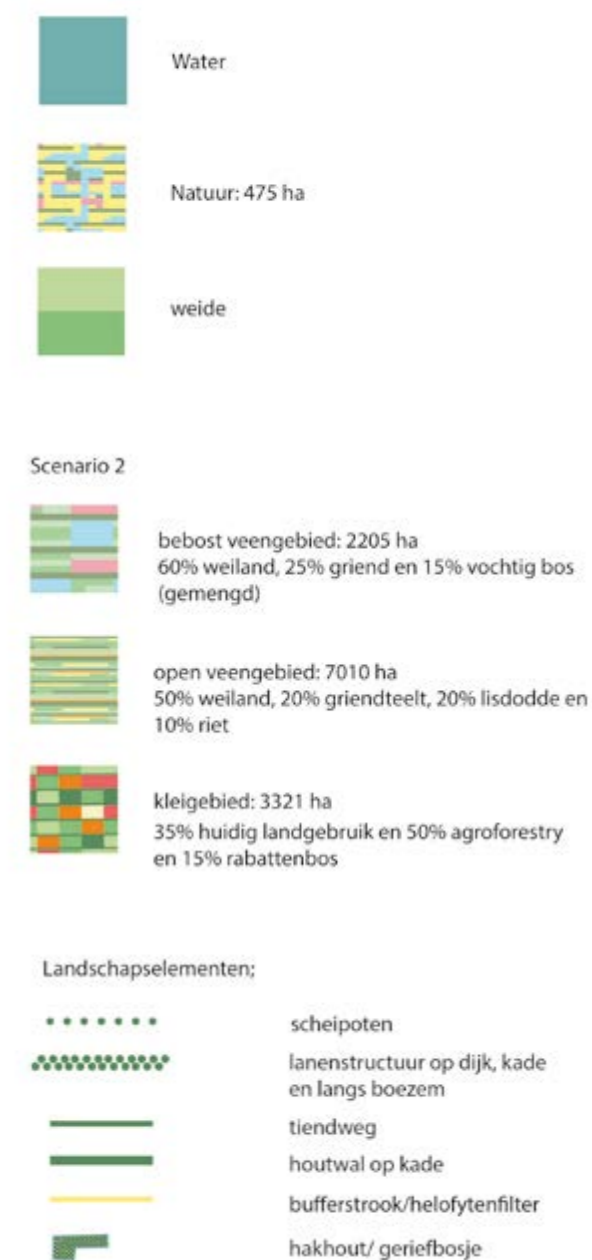 Water
Natuur: 475 ha
weide
Scenario 2
bebost veengebied: 2205 ha
60% weiland, 25% griend en 15% vochtig bos
(gemengd)
open veengebied: 7010 ha
50% weiland, 20% griendteelt, 20% lisdodde en
10% riet
kleigebied: 3321 ha
35% huidig landgebruik en 50% agroforestry
en 15% rabattenbos
Landschapselementen;
scheipoten
lanenstructuur op dijk, kade
en langs boezem
tiendweg
houtwal op kade
bufferstrook/helofytenfilter
hakhout/ geriefbosje